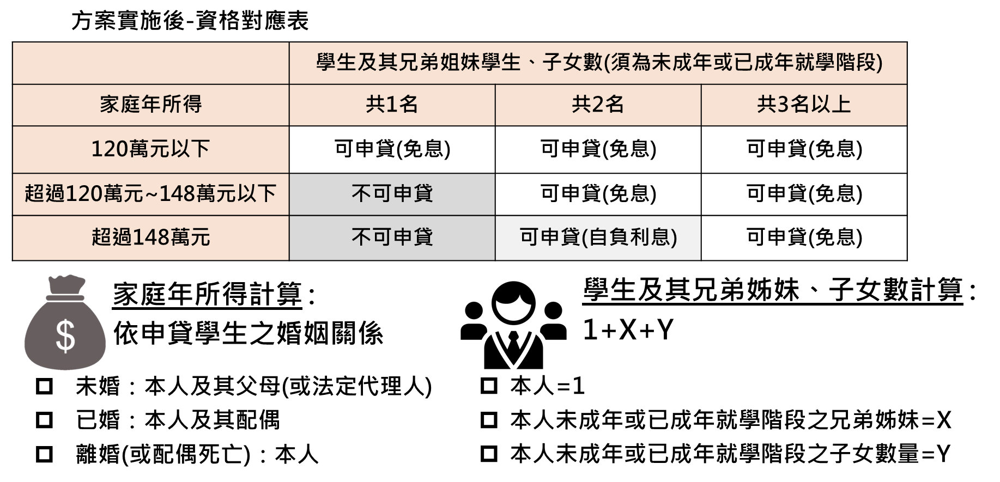 方案實施後-資格對應表
學生及其兄弟姐妹學生、子女數(須為未成年或已成年就學階段)
家庭年所得 共1名 共2名 共3名以上
120萬元以下 可申貸(免息) 可申貸(免息) 可申貸(免息)
超過120萬元~148萬元以下 不可申貸 可申貸(免息) 可申貸(免息)
超過148萬元 不可申貸 可申貸(自負利息) 可申貸(免息)
$
家庭年所得計算:
依申貸學生之婚姻關係
未婚:本人及其父母(或法定代理人)
已婚:本人及其配偶
離婚(或配偶死亡):本人
學生及其兄弟姊妹、子女數計算:
1+X+Y
本人=1
本人未成年或已成年就學階段之兄弟姊妹=X
本人未成年或已成年就學階段之子女數量=Y